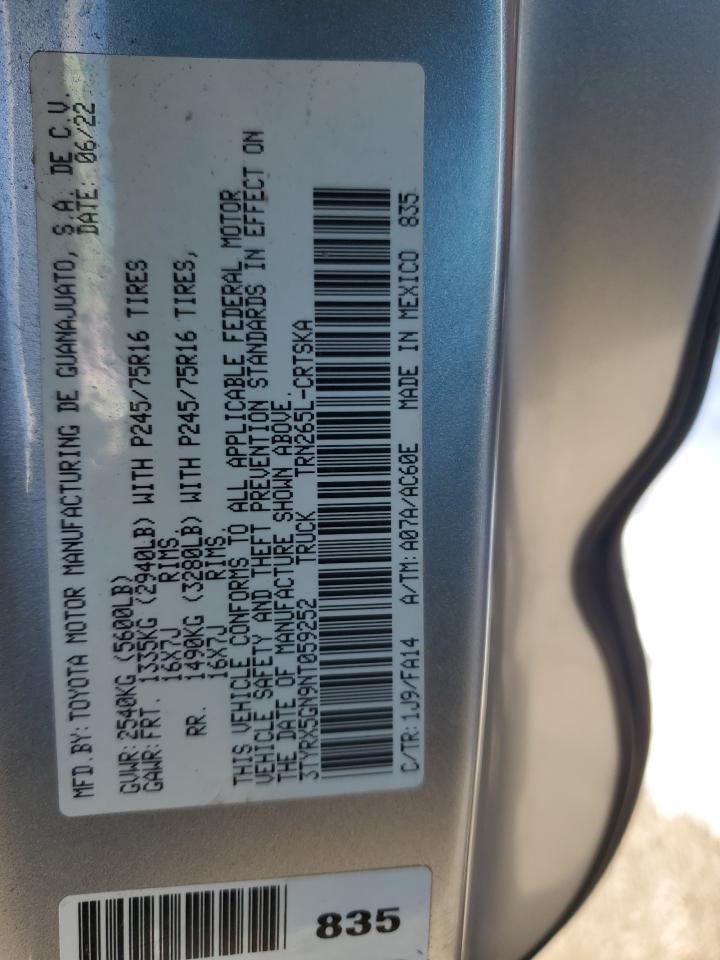 MFD.BY: TOYOTA MOTOR MANUFACTURING DE GUANAJUATO, S.A. DE C.V.
DATE: 06/22
GVWR: 2540KG (5600LB)
GAWR: FRT. 1335KG (2940LB) WITH P245/75R16 TIRES
16X7J RIMS.
RR. 1490KG (3280LB) WITH P245/75R16 TIRES,
16X7J RIMS.
THIS VEHICLE CONFORMS TO ALL APPLICABLE FEDERAL MOTOR
VEHICLE SAFETY AND THEFT PREVENTION STANDARDS IN EFFECT ON
THE DATE OF MANUFACTURE SHOWN ABOVE.
3TYRX5GN9NT059252 TRUCK TRN265L-CRTSKA
C/TR: 1J9/FA14 A/TM: A07A/AC60E MADE IN MEXICO 835
835